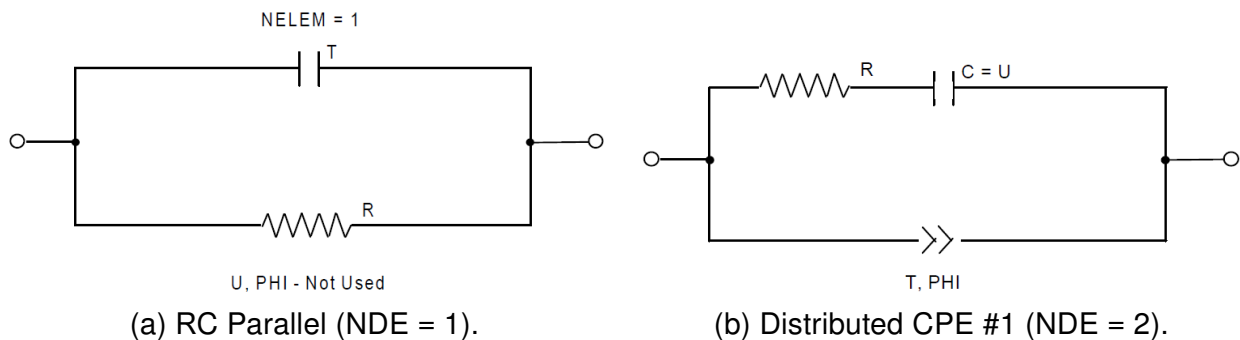 NELEM = 1
T
R
U, PHI - Not Used
(a) RC Parallel (NDE = 1).
R
C = U
T, PHI
(b) Distributed CPE #1 (NDE = 2).